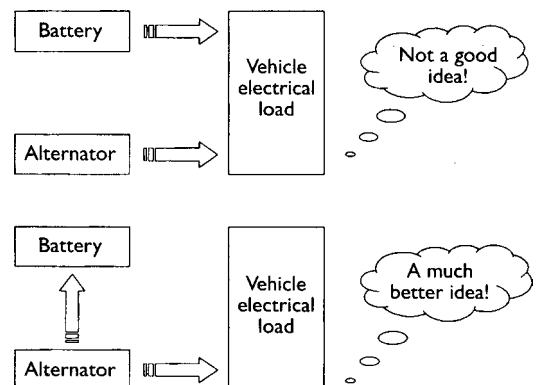 Battery
Vehicle
electrical
load
Not a good
idea!
Alternator
Battery
Vehicle
electrical
load
A much
better idea!
Alternator